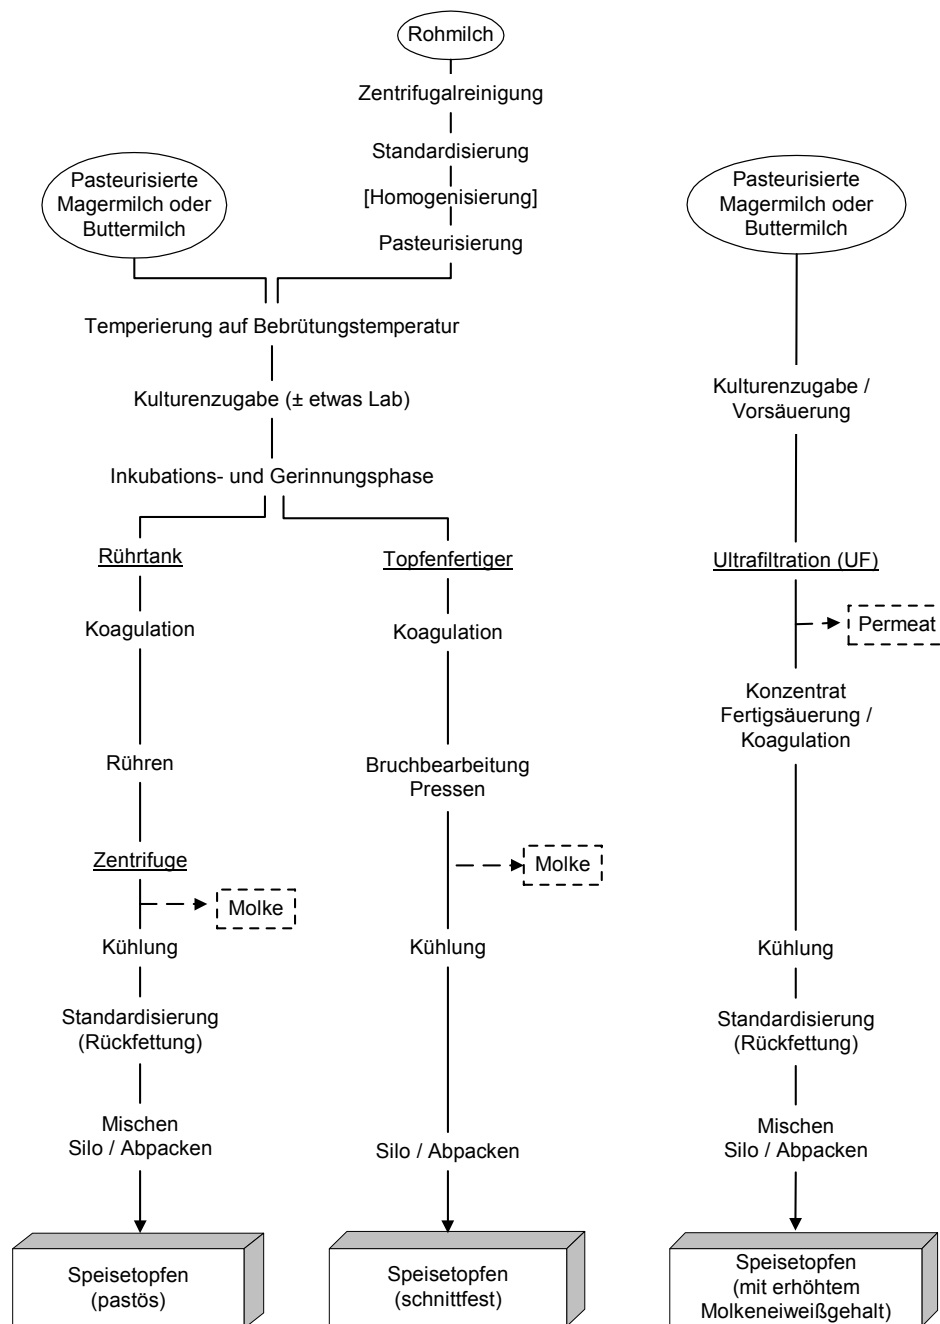 Rohmilch
Zentrifugalreinigung
Standardisierung
[Homogenisierung]
Pasteurisierung
Pasteurisierte
Magermilch oder
Buttermilch
Temperierung auf Bebrütungstemperatur
Kulturenzugabe (± etwas Lab)
Inkubations- und Gerinnungsphase
Rührtank
Koagulation
Rühren
Zentrifuge
Molke
Kühlung
Standardisierung
(Rückfettung)
Mischen
Silo / Abpacken
Speisetopfen
(pastös)
Topfenfertiger
Koagulation
Bruchbearbeitung
Pressen
Molke
Kühlung
Silo / Abpacken
Speisetopfen
(schnittfest)
Pasteurisierte
Magermilch oder
Buttermilch
Kulturenzugabe /
Vorsäuerung
Ultrafiltration (UF)
Permeat
Konzentrat
Fertigsäuerung /
Koagulation
Kühlung
Standardisierung
(Rückfettung)
Mischen
Silo / Abpacken
Speisetopfen
(mit erhöhtem
Molkeneiweißgehalt)